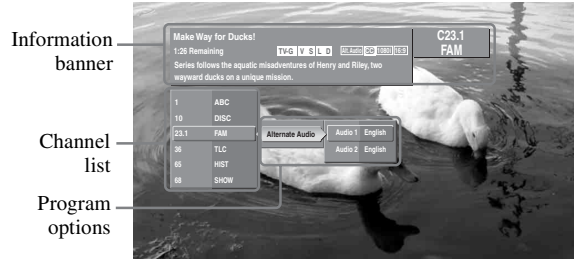 Information
banner
Make Way for Ducks!
1:26 Remaining
TV-G V S L D Alt. Audio CC 1080i 16:9
Series follows the aquatic misadventures of Henry and Riley, two
wayward ducks on a unique mission.
C23.1
FAM
Channel
list
1 ABC
10 DISC
23.1 FAM
36 TLC
65 HIST
68 SHOW
Alternate Audio
Audio 1 English
Audio 2 English
Program
options